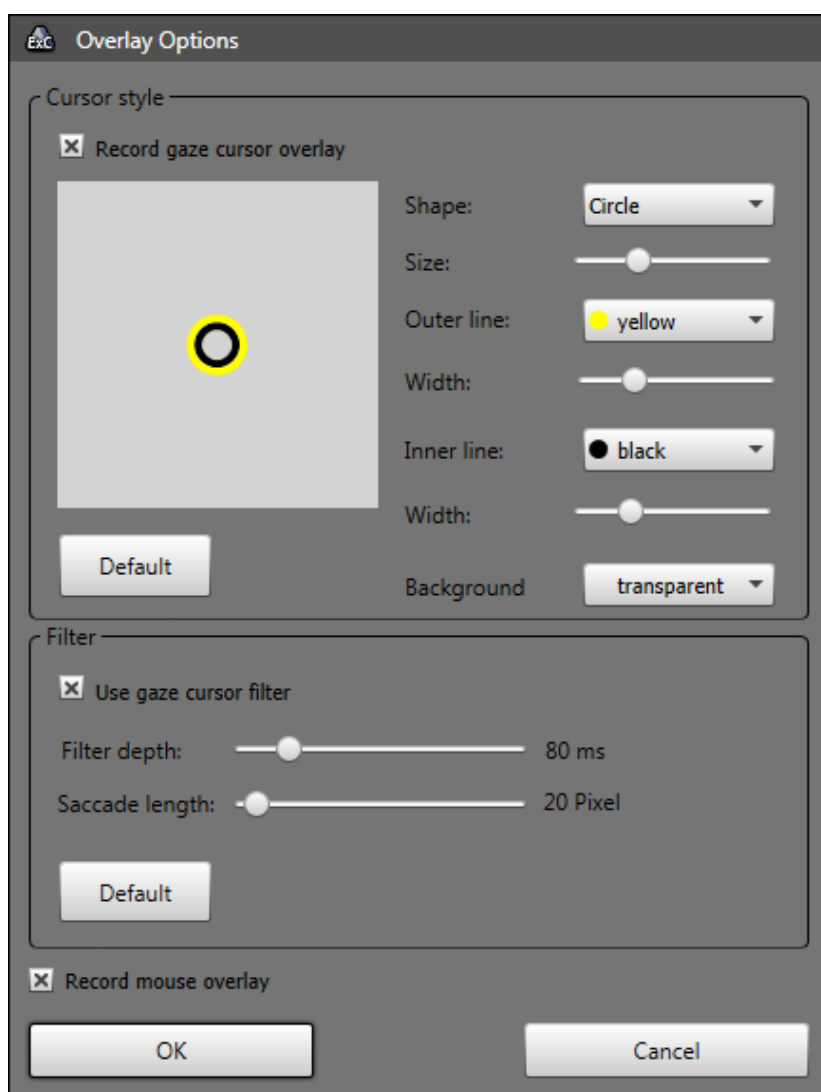 ExC Overlay Options
Cursor style
Record gaze cursor overlay
Shape: Circle
Size:
Outer line: yellow
Width:
Inner line: black
Width:
Default
Background transparent
Filter
Use gaze cursor filter
Filter depth: 80 ms
Saccade length: 20 Pixel
Default
Record mouse overlay
OK Cancel